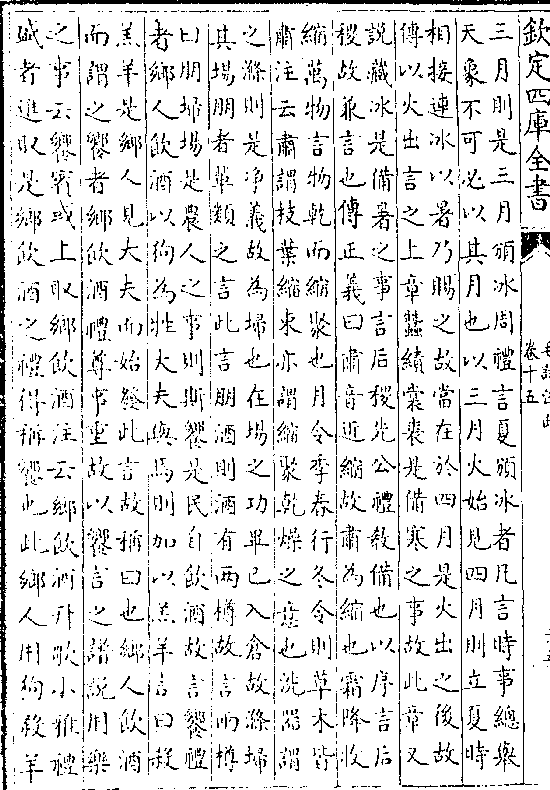 欽定四庫全書
卷十五
三月則是三月頒冰周禮言夏頒冰者凡言時事總舉
天象不可必以其月也以三月火始見四月則立夏時
相接連冰以暑乃賜之故當在於四月是火出之後故
傳以火出言之上章蠶績裳裘是備寒之事故此章又
說藏冰是備暑之事言后稷先公禮教備也以序言后
稷故兼言也傳正義曰肅音近縮故肅為縮也霜降收
縮萬物言物乾而縮聚也月令季春行冬令則草木皆
肅注云肅謂枝葉縮束亦謂縮聚乾燥之意也洗器謂
之滌則是净義故為埽也在場之功畢已入倉故滌埽
其場朋者輩類之言此言朋酒則酒有兩樽故言兩樽
曰朋埽場是農人之事則斯饗是民自飲酒故言饗禮
者鄉人飲酒以狗為牲大夫與焉則加以羔羊言曰殺
羔羊是鄉人見大夫而始發此言故稱曰也鄉人飲酒
而謂之饗者鄉飲酒禮尊事重故以饗言之譜說用樂
之事云饗賓或上取鄉飲酒注云鄉飲酒升歌小雅禮
盛者進取是鄉飲酒之禮得稱饗也此鄉人用狗殺羊